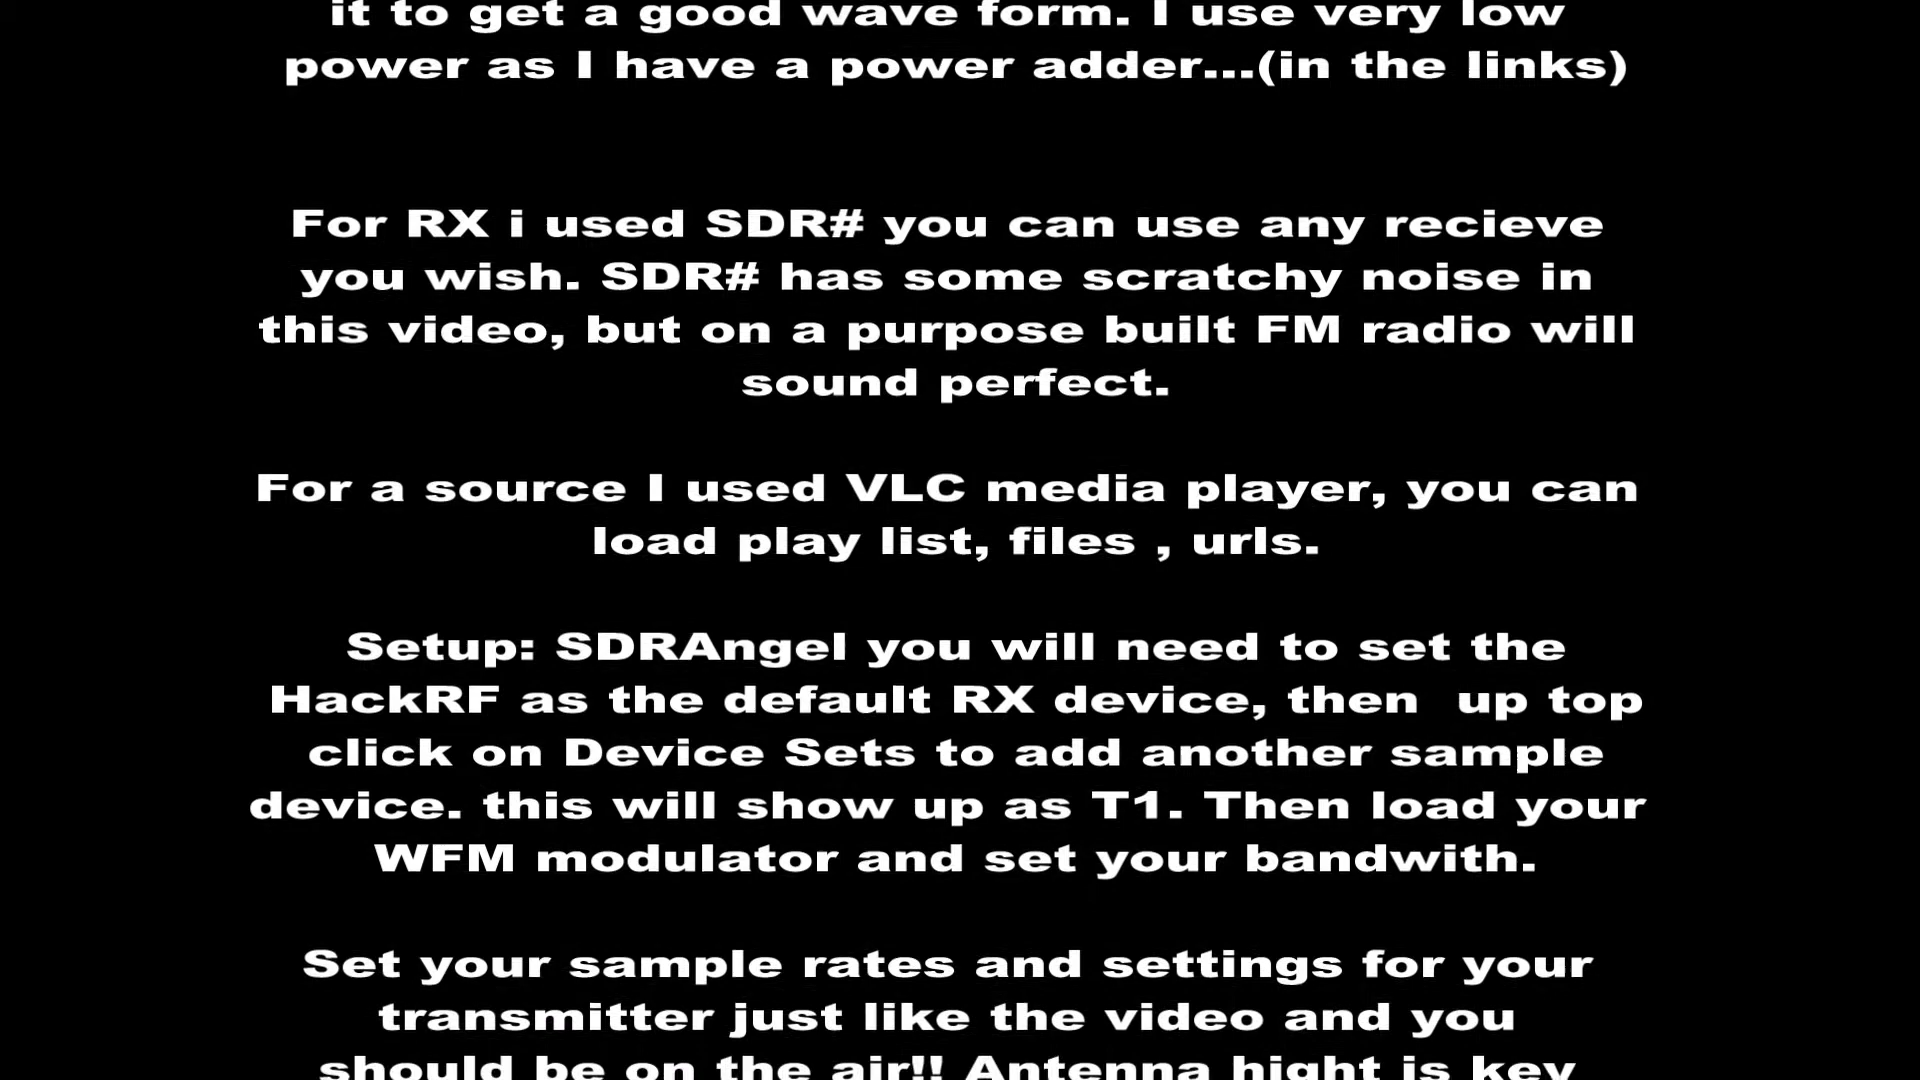 it to get a good wave form. I use very low
power as I have a power adder...(in the links)
For RX i used SDR# you can use any recieve
you wish. SDR# has some scratchy noise in
this video, but on a purpose built FM radio will
sound perfect.
For a source I used VLC media player, you can
load play list, files , urls.
Setup: SDRAngel you will need to set the
HackRF as the default RX device, then  up top
click on Device Sets to add another sample
device. this will show up as T1. Then load your
WFM modulator and set your bandwith.
Set your sample rates and settings for your
transmitter just like the video and you
should be on the air!! Antenna hight is key